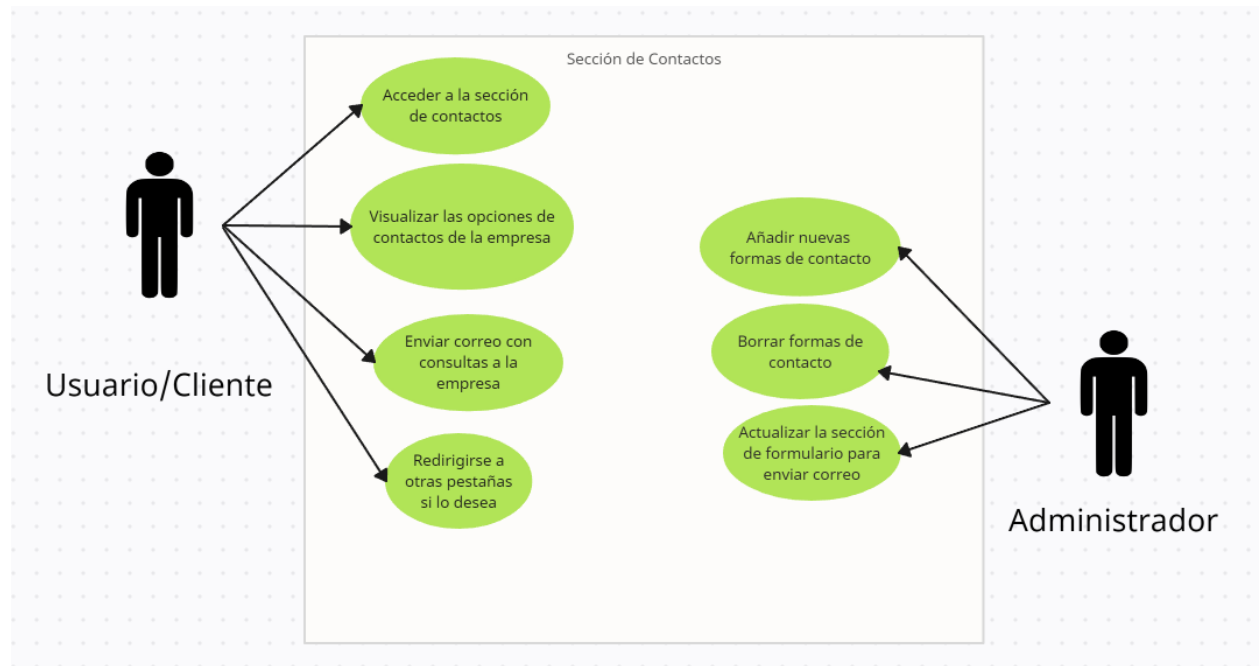 Sección de Contactos
Acceder a la sección
de contactos
Visualizar las opciones de
contactos de la empresa
Enviar correo con
consultas a la
empresa
Redirigirse a
otras pestañas
si lo desea
Usuario/Cliente
Añadir nuevas
formas de contacto
Borrar formas de
contacto
Actualizar la sección
de formulario para
enviar correo
Administrador